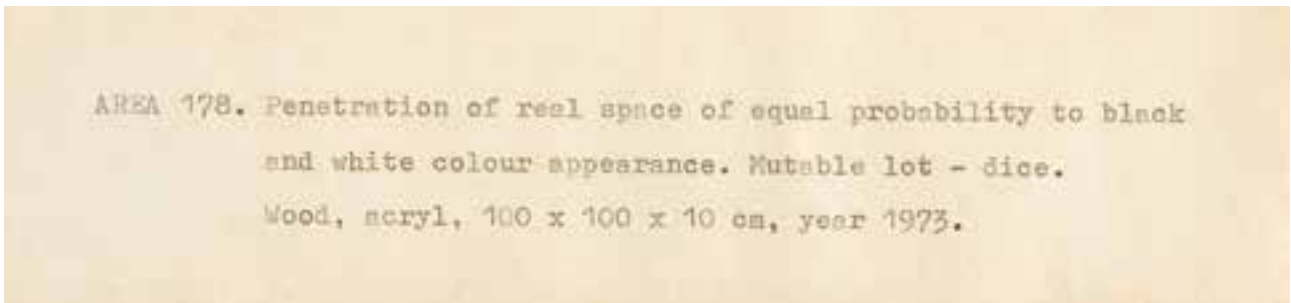 AREA 178. Penetration of real space of equal probability to black
and white colour appearance. Mutable lot - dice.
Wood, acryl, 100 x 100 x 10 cm, year 1973.